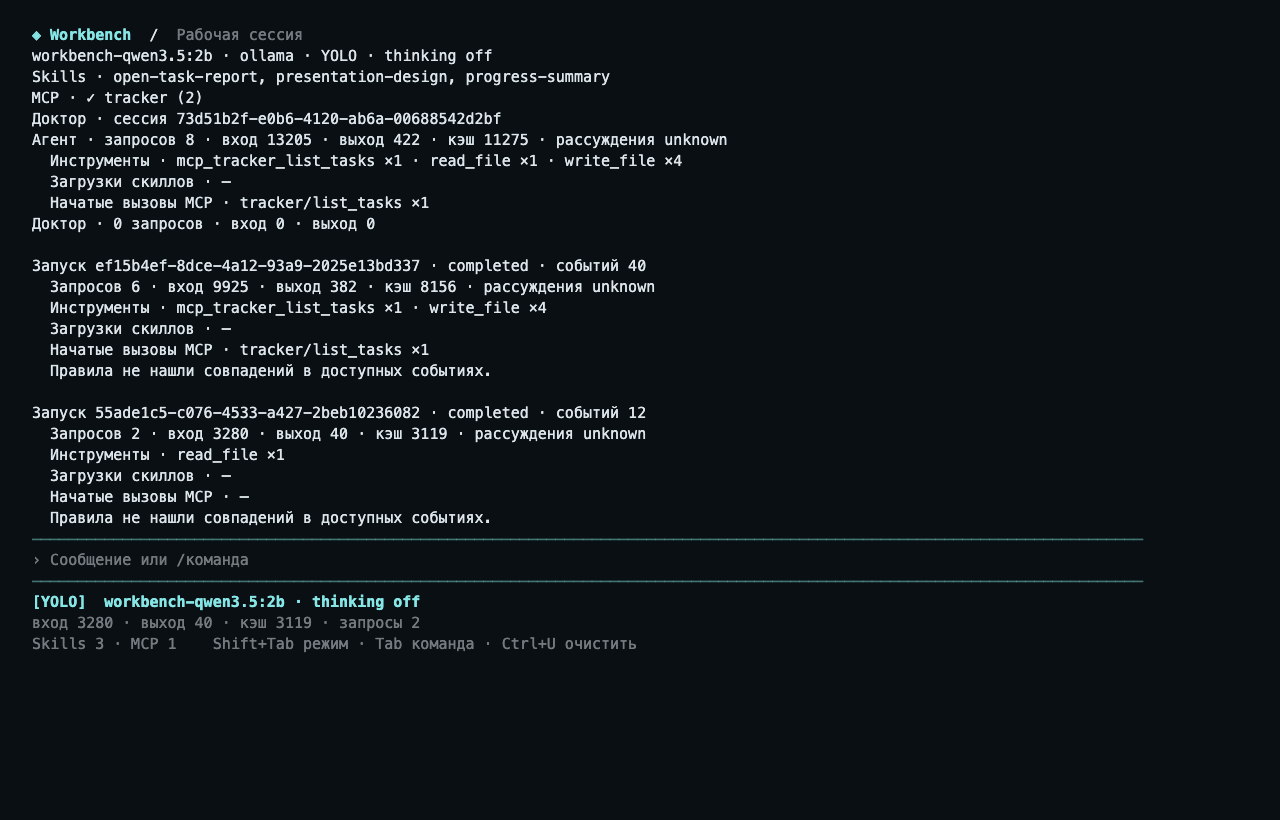 ◆ Workbench / Рабочая сессия
workbench-qwen3.5:2b · ollama · YOLO · thinking off
Skills · open-task-report, presentation-design, progress-summary
MCP · ✓ tracker (2)
Доктор · сессия 73d51b2f-e0b6-4120-ab6a-00688542d2bf
Агент · запросов 8 · вход 13205 · выход 422 · кэш 11275 · рассуждения unknown
Инструменты · mcp_tracker_list_tasks ×1 · read_file ×1 · write_file ×4
Загрузки скиллов · —
Начатые вызовы MCP · tracker/list_tasks ×1
Доктор · 0 запросов · вход 0 · выход 0
Запуск ef15b4ef-8dce-4a12-93a9-2025e13bd337 · completed · событий 40
Запросов 6 · вход 9925 · выход 382 · кэш 8156 · рассуждения unknown
Инструменты · mcp_tracker_list_tasks ×1 · write_file ×4
Загрузки скиллов · —
Начатые вызовы MCP · tracker/list_tasks ×1
Правила не нашли совпадений в доступных событиях.
Запуск 55ade1c5-c076-4533-a427-2beb10236082 · completed · событий 12
Запросов 2 · вход 3280 · выход 40 · кэш 3119 · рассуждения unknown
Инструменты · read_file ×1
Загрузки скиллов · —
Начатые вызовы MCP · —
Правила не нашли совпадений в доступных событиях.
› Сообщение или /команда
[YOLO] workbench-qwen3.5:2b · thinking off
вход 3280 · выход 40 · кэш 3119 · запросы 2
Skills 3 · MCP 1 Shift+Tab режим · Tab команда · Ctrl+U очистить